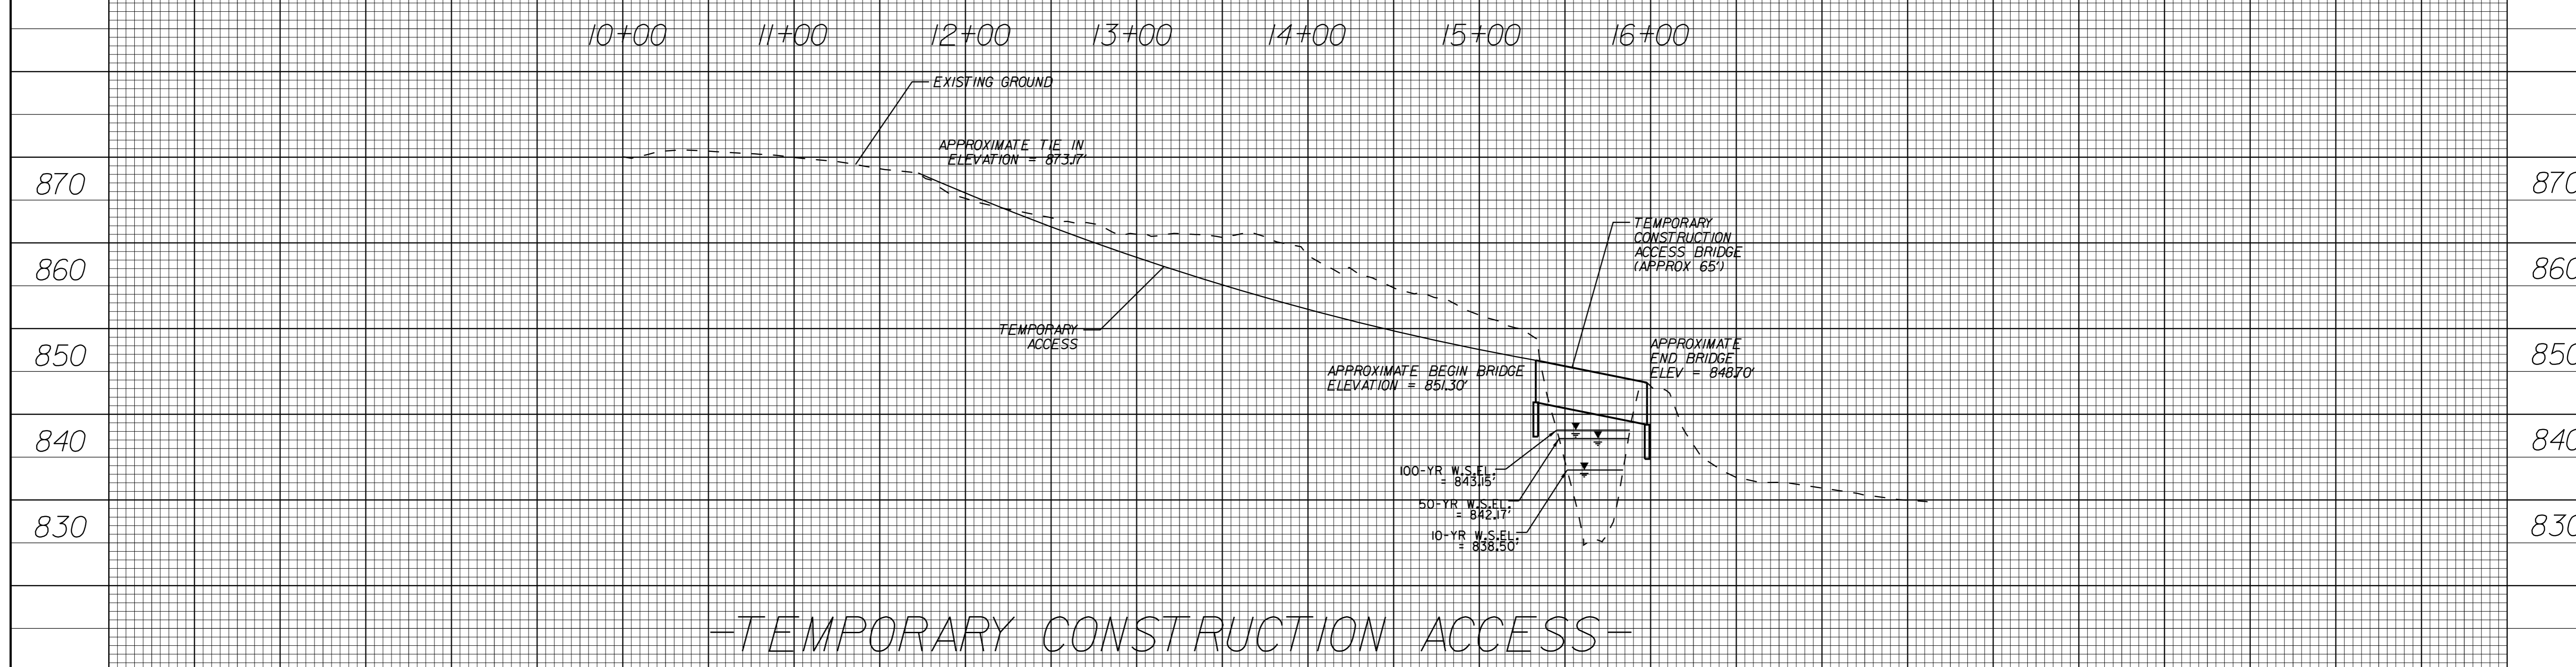 10+00 11+00 12+00 13+00 14+00 15+00 16+00
EXISTING GROUND
APPROXIMATE TIE IN
ELEVATION = 873.17'
870 870
TEMPORARY
CONSTRUCTION
ACCESS BRIDGE
(APPROX 65')
860 860
TEMPORARY
ACCESS
850 850
APPROXIMATE
END BRIDGE
ELEV = 848.70'
APPROXIMATE BEGIN BRIDGE
ELEVATION = 851.30'
840 840
100-YR W.S.EL.
= 843.15'
50-YR W.S.EL.
= 842.17'
830 830
10-YR W.S.EL.
= 838.50'
-TEMPORARY CONSTRUCTION ACCESS-